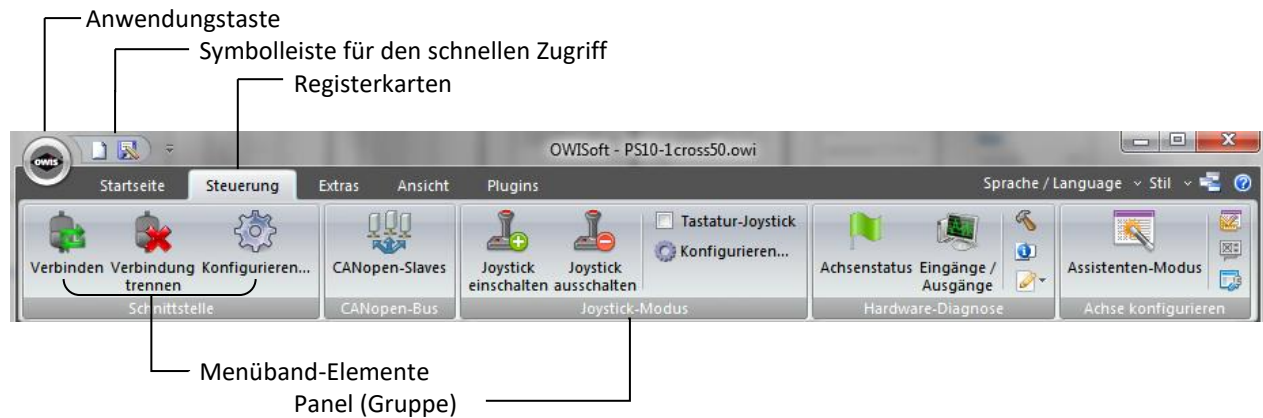 Anwendungstaste
Symbolleiste für den schnellen Zugriff
Registerkarten
OWISoft - PS10-1cross50.owi
owis
Startseite Steuerung Extras Ansicht Plugins Sprache / Language Stil
Verbinden Verbindung trennen Konfigurieren... CANopen-Slaves Joystick einschalten Joystick ausschalten Tastatur-Joystick Konfigurieren... Achsenstatus Eingänge / Ausgänge Assistenten-Modus
Schnittstelle CANopen-Bus Joystick-Modus Hardware-Diagnose Achse konfigurieren
Menüband-Elemente
Panel (Gruppe)